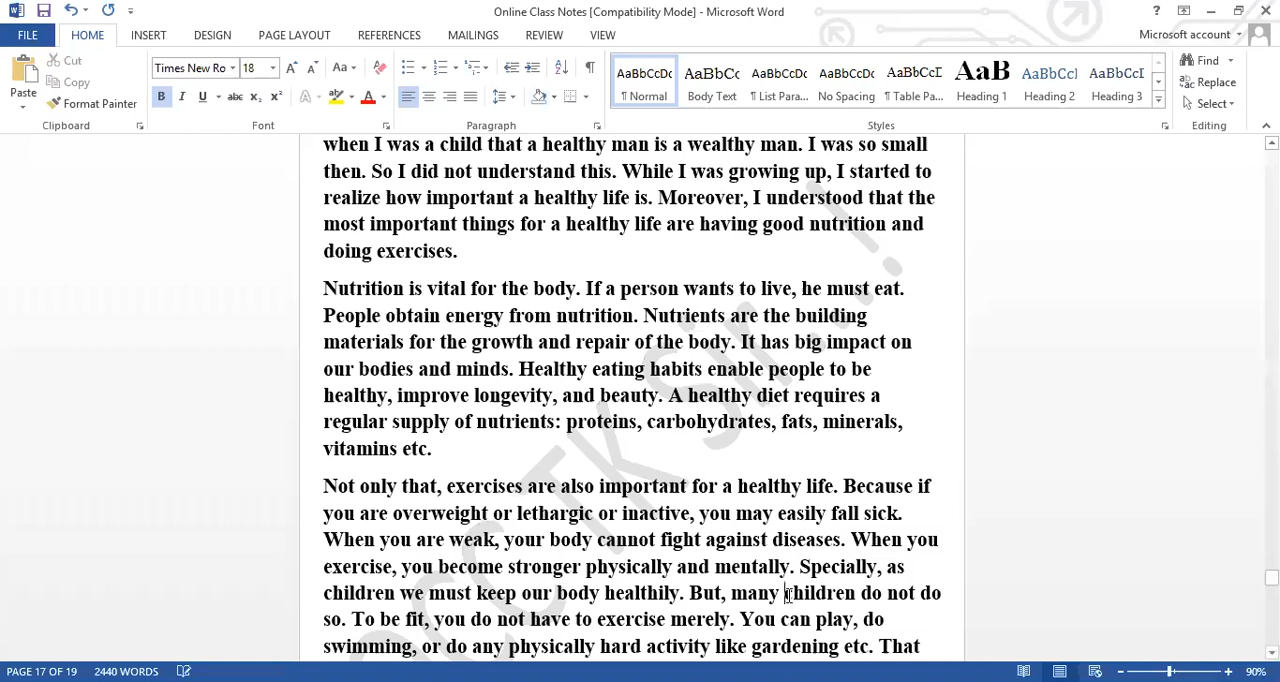 Online Class Notes [Compatibility Mode] - Microsoft Word
FILE HOME INSERT DESIGN PAGE LAYOUT REFERENCES MAILINGS REVIEW VIEW Microsoft account
Paste Cut Copy Format Painter
Times New Ro 18
AaBbCcDc AaBbCc AaBbCcDc AaBbCcDc AaBbCcI AaB AaBbCcl AaBbCcI
¶ Normal Body Text ¶ List Para... No Spacing ¶ Table Pa... Heading 1 Heading 2 Heading 3
Find Replace Select
Clipboard Font Paragraph Styles Editing
when I was a child that a healthy man is a wealthy man. I was so small
then. So I did not understand this. While I was growing up, I started to
realize how important a healthy life is. Moreover, I understood that the
most important things for a healthy life are having good nutrition and
doing exercises.
Nutrition is vital for the body. If a person wants to live, he must eat.
People obtain energy from nutrition. Nutrients are the building
materials for the growth and repair of the body. It has big impact on
our bodies and minds. Healthy eating habits enable people to be
healthy, improve longevity, and beauty. A healthy diet requires a
regular supply of nutrients: proteins, carbohydrates, fats, minerals,
vitamins etc.
Not only that, exercises are also important for a healthy life. Because if
you are overweight or lethargic or inactive, you may easily fall sick.
When you are weak, your body cannot fight against diseases. When you
exercise, you become stronger physically and mentally. Specially, as
children we must keep our body healthily. But, many children do not do
so. To be fit, you do not have to exercise merely. You can play, do
swimming, or do any physically hard activity like gardening etc. That
TK Sir ..!
PAGE 17 OF 19 2440 WORDS 90%